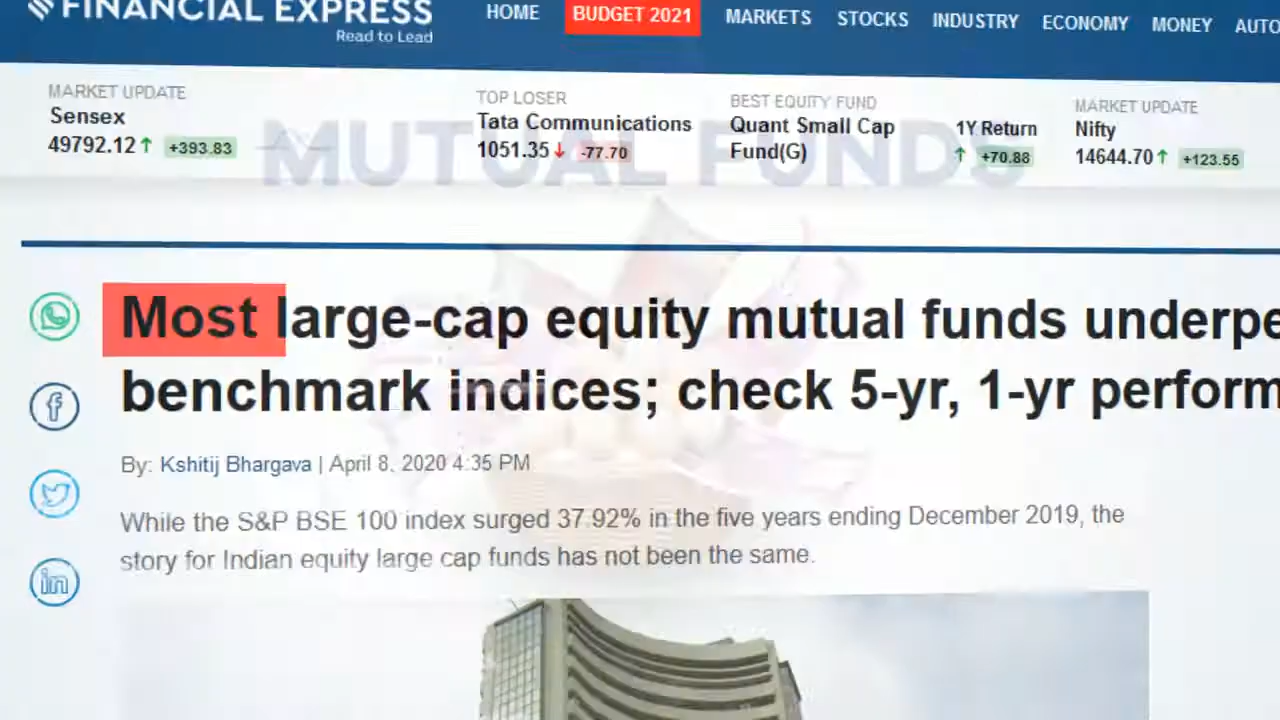 FINANCIAL EXPRESS
Read to Lead
HOME BUDGET 2021 MARKETS STOCKS INDUSTRY ECONOMY MONEY AUTO
MARKET UPDATE
Sensex
49792.12 +393.83
TOP LOSER
Tata Communications
1051.35 -77.70
BEST EQUITY FUND
Quant Small Cap
Fund(G)
1Y Return
+70.88
MARKET UPDATE
Nifty
14644.70 +123.55
MUTUAL FUNDS
Most large-cap equity mutual funds underpe
benchmark indices; check 5-yr, 1-yr perform
By: Kshitij Bhargava | April 8, 2020 4:35 PM
While the S&P BSE 100 index surged 37.92% in the five years ending December 2019, the
story for Indian equity large cap funds has not been the same.
in